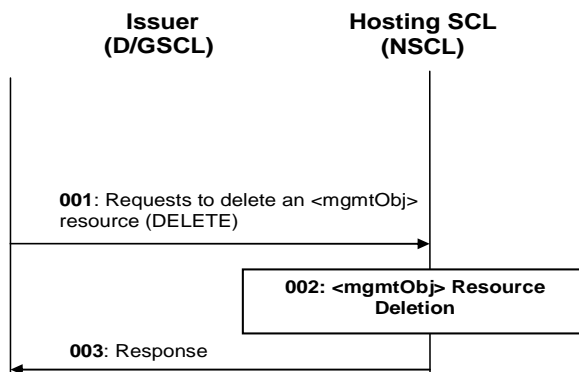 Issuer
(D/GSCL)
Hosting SCL
(NSCL)
001: Requests to delete an <mgmtObj>
resource (DELETE)
002: <mgmtObj> Resource
Deletion
003: Response